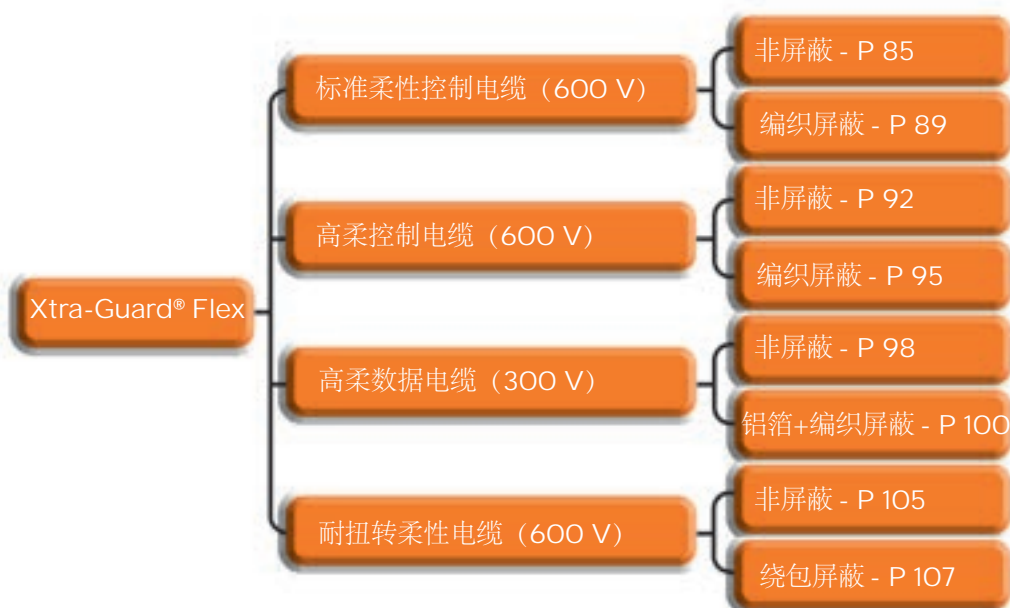 Xtra-Guard® Flex
标准柔性控制电缆（600 V）
非屏蔽 - P 85
编织屏蔽 - P 89
高柔控制电缆（600 V）
非屏蔽 - P 92
编织屏蔽 - P 95
高柔数据电缆（300 V）
非屏蔽 - P 98
铝箔+编织屏蔽 - P 100
耐扭转柔性电缆（600 V）
非屏蔽 - P 105
绕包屏蔽 - P 107